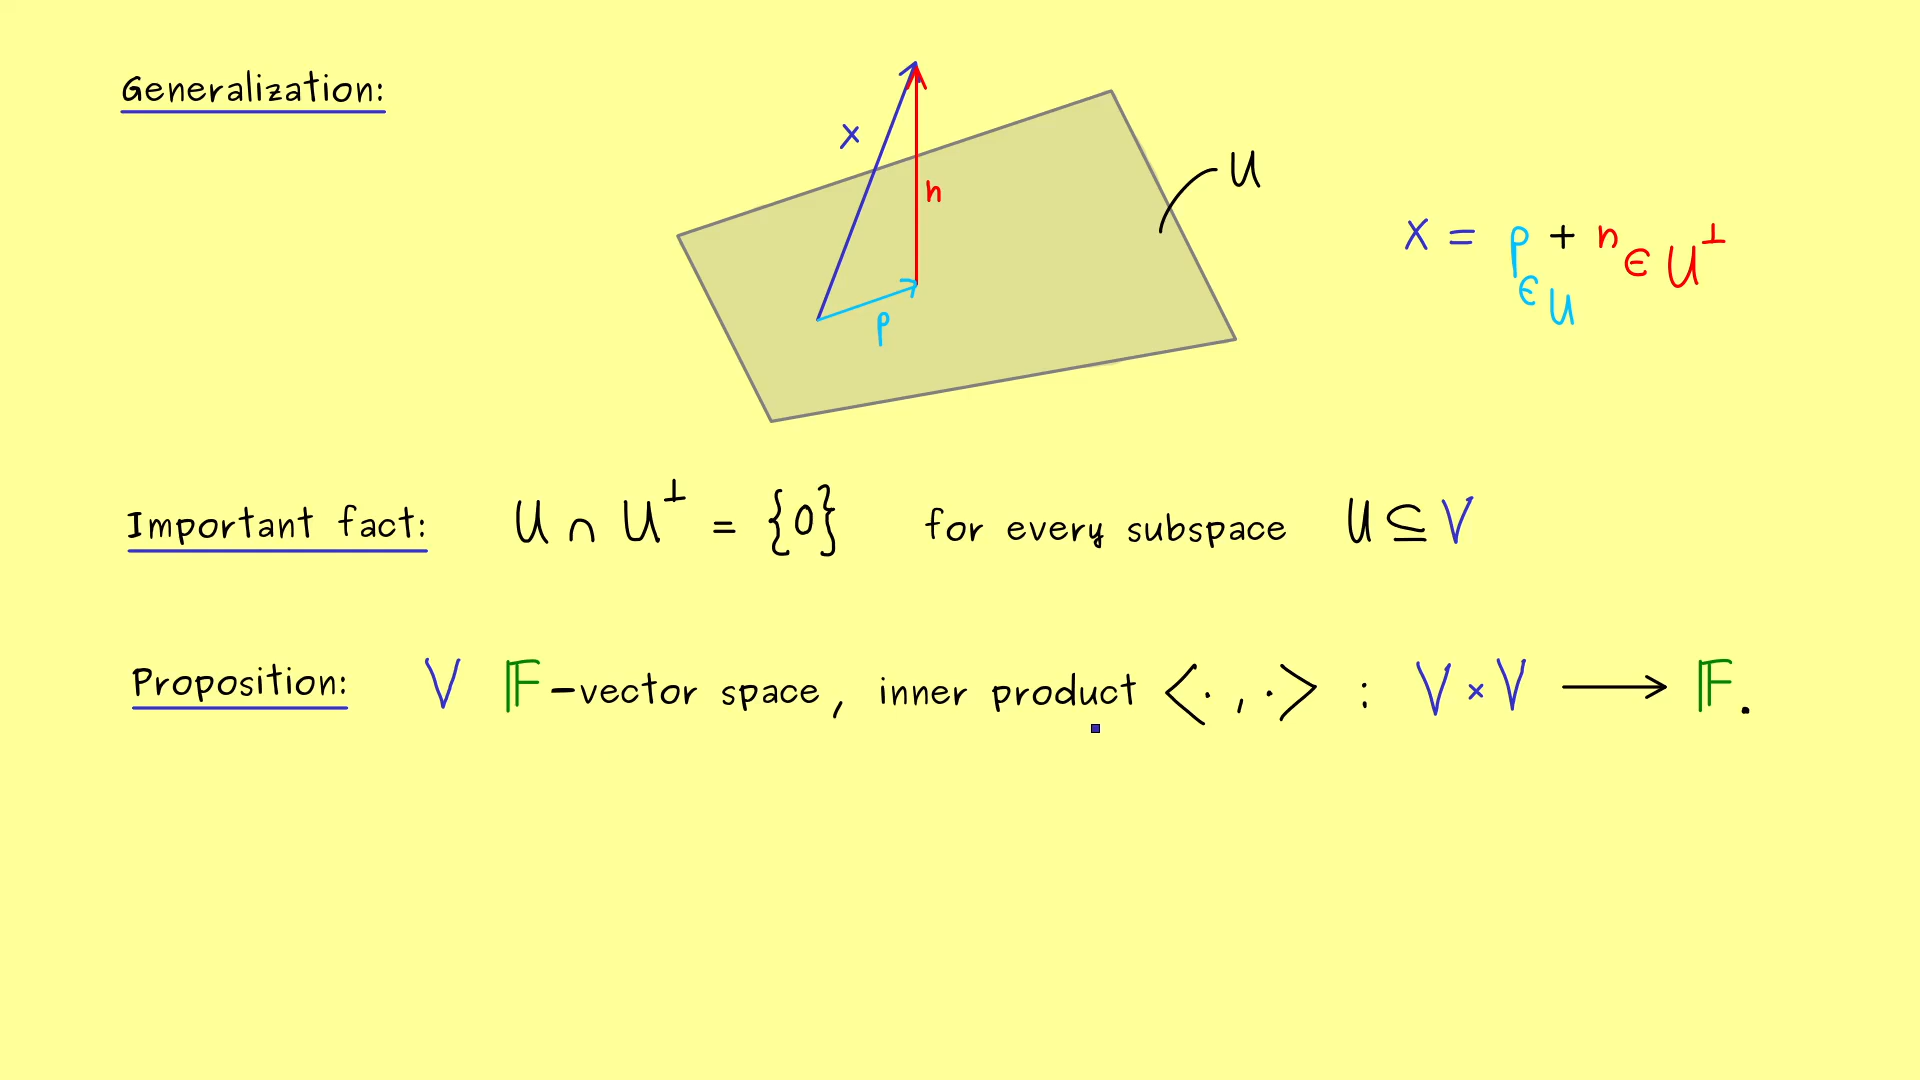 Generalization:
x
n
p
U
x = p + n ∈ U^⊥
∈ U
Important fact: U ∩ U^⊥ = {0} for every subspace U ⊆ V
Proposition: V 𝔽-vector space, inner product <·,·> : V × V ⟶ 𝔽.